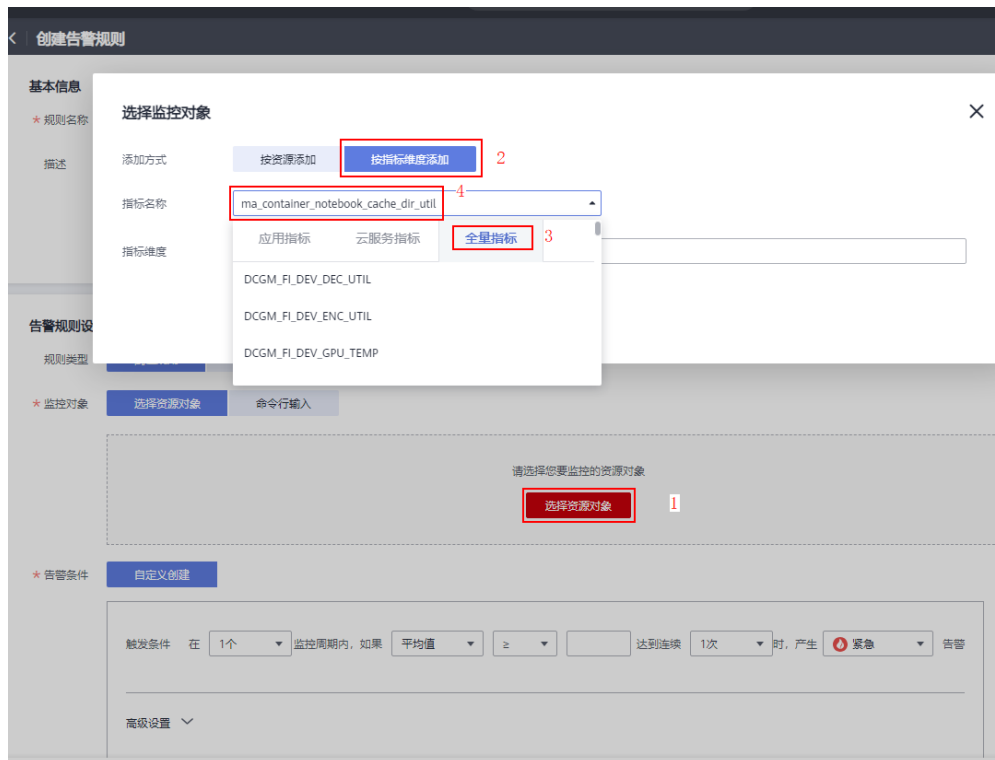 创建告警规则
基本信息
* 规则名称
描述
选择监控对象
添加方式 按资源添加 按指标维度添加 2
指标名称 ma_container_notebook_cache_dir_util 4
应用指标 云服务指标 全量指标 3
指标维度
DCGM_FI_DEV_DEC_UTIL
DCGM_FI_DEV_ENC_UTIL
DCGM_FI_DEV_GPU_TEMP
告警规则设
规则类型
* 监控对象 选择资源对象 命令行输入
请选择您要监控的资源对象
选择资源对象 1
* 告警条件 自定义创建
触发条件 在 1个 监控周期内，如果 平均值 ≥ 达到连续 1次 时，产生 紧急 告警
高级设置